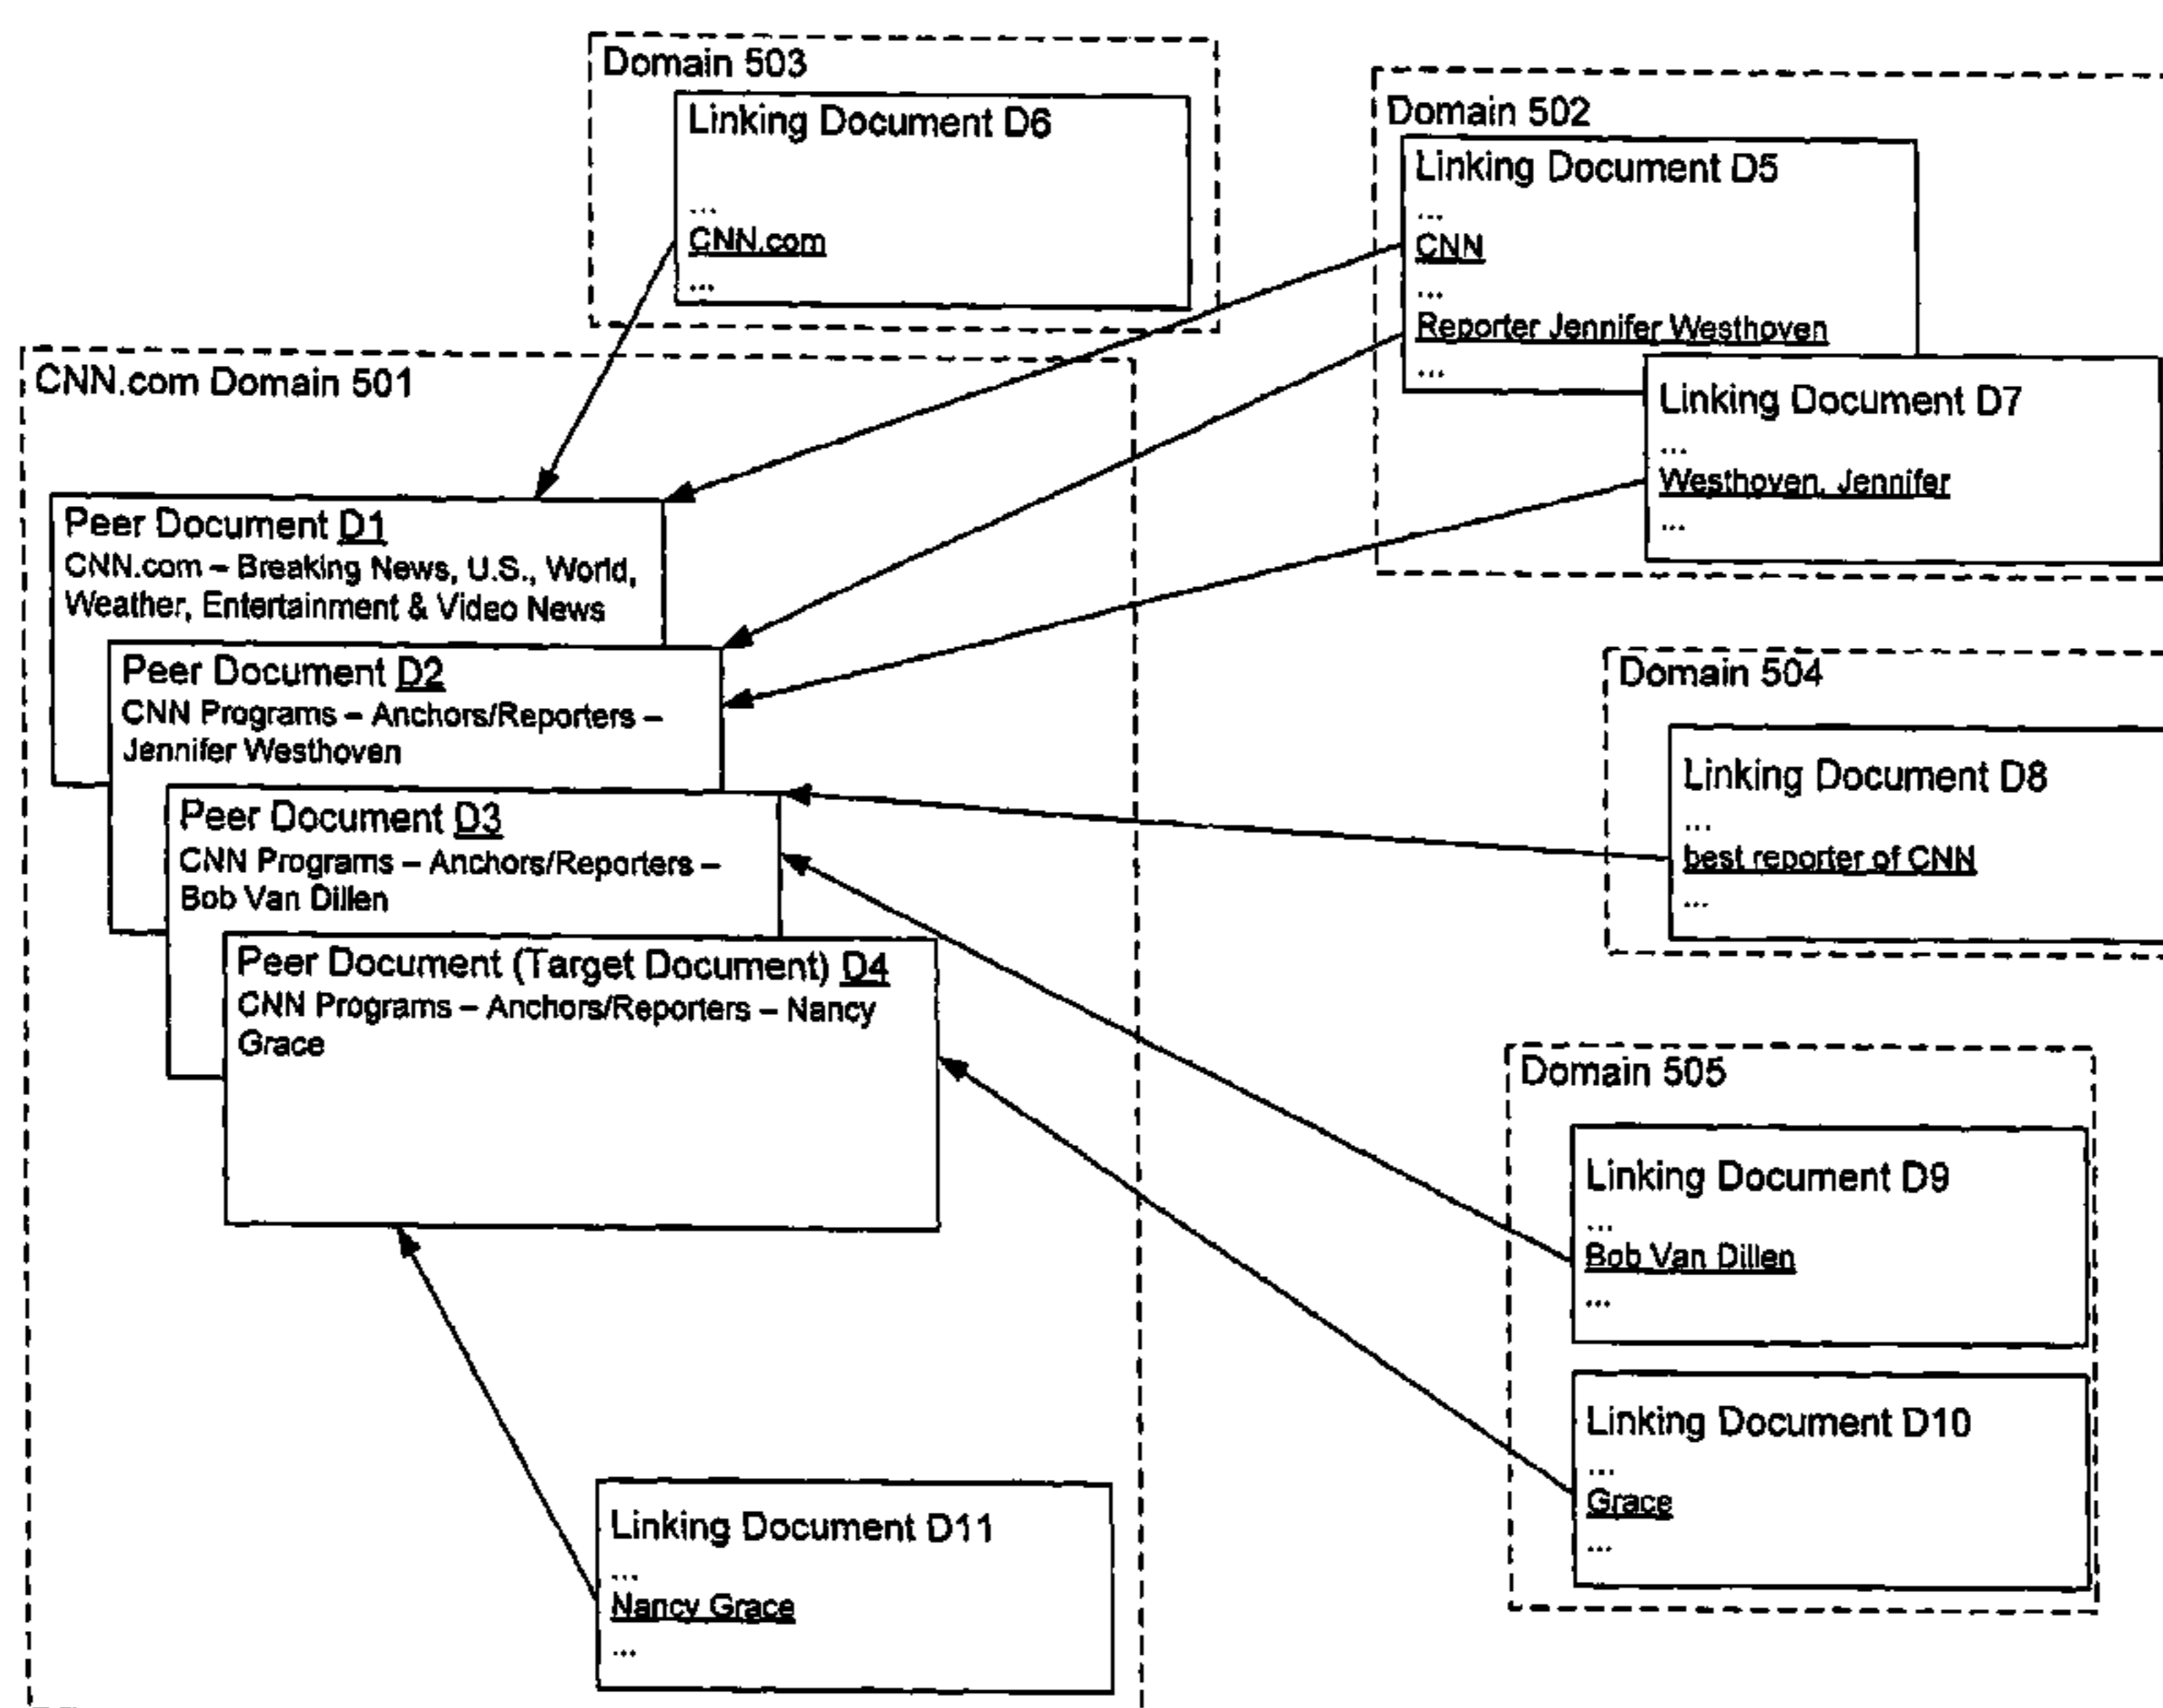 Domain 503
Linking Document D6
...
CNN.com
...
Domain 502
Linking Document D5
...
CNN
...
Reporter Jennifer Westhoven
...
Linking Document D7
...
Westhoven, Jennifer
...
CNN.com Domain 501
Peer Document D1
CNN.com – Breaking News, U.S., World,
Weather, Entertainment & Video News
Peer Document D2
CNN Programs – Anchors/Reporters –
Jennifer Westhoven
Peer Document D3
CNN Programs – Anchors/Reporters –
Bob Van Dillen
Peer Document (Target Document) D4
CNN Programs – Anchors/Reporters – Nancy
Grace
Domain 504
Linking Document D8
...
best reporter of CNN
...
Domain 505
Linking Document D9
...
Bob Van Dillen
...
Linking Document D10
...
Grace
...
Linking Document D11
...
Nancy Grace
...